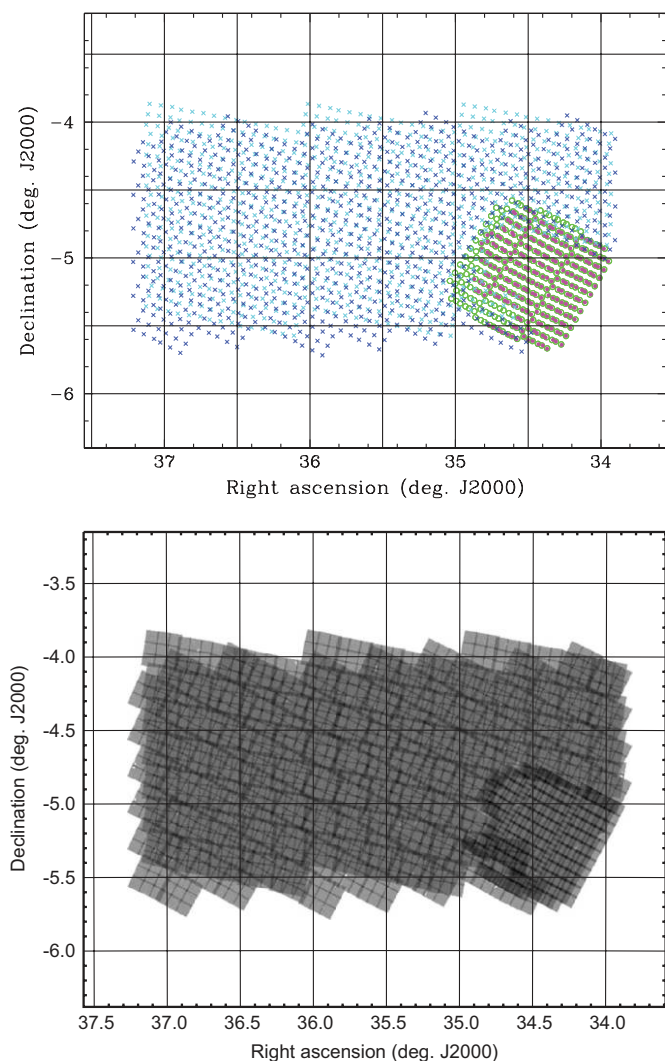 −4
−5
−6
Declination (deg. J2000)
37 36 35 34
Right ascension (deg. J2000)
-3.5
-4.0
-4.5
-5.0
-5.5
-6.0
Declination (deg. J2000)
37.5 37.0 36.5 36.0 35.5 35.0 34.5 34.0
Right ascension (deg. J2000)